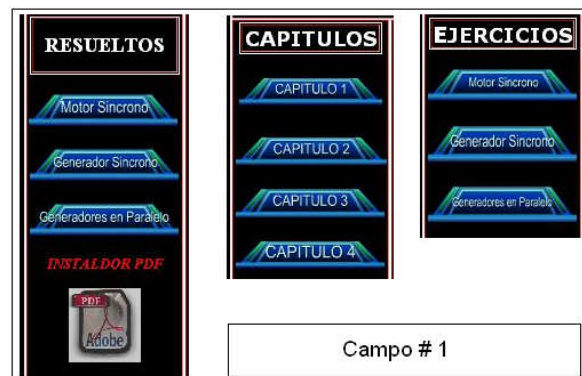 RESUELTOS
Motor Sincrono
Generador Sincrono
Generadores en Paralelo
INSTALDOR PDF
PDF
Adobe
CAPITULOS
CAPITULO 1
CAPITULO 2
CAPITULO 3
CAPITULO 4
EJERCICIOS
Motor Sincrono
Generador Sincrono
Generadores en Paralelo
Campo # 1